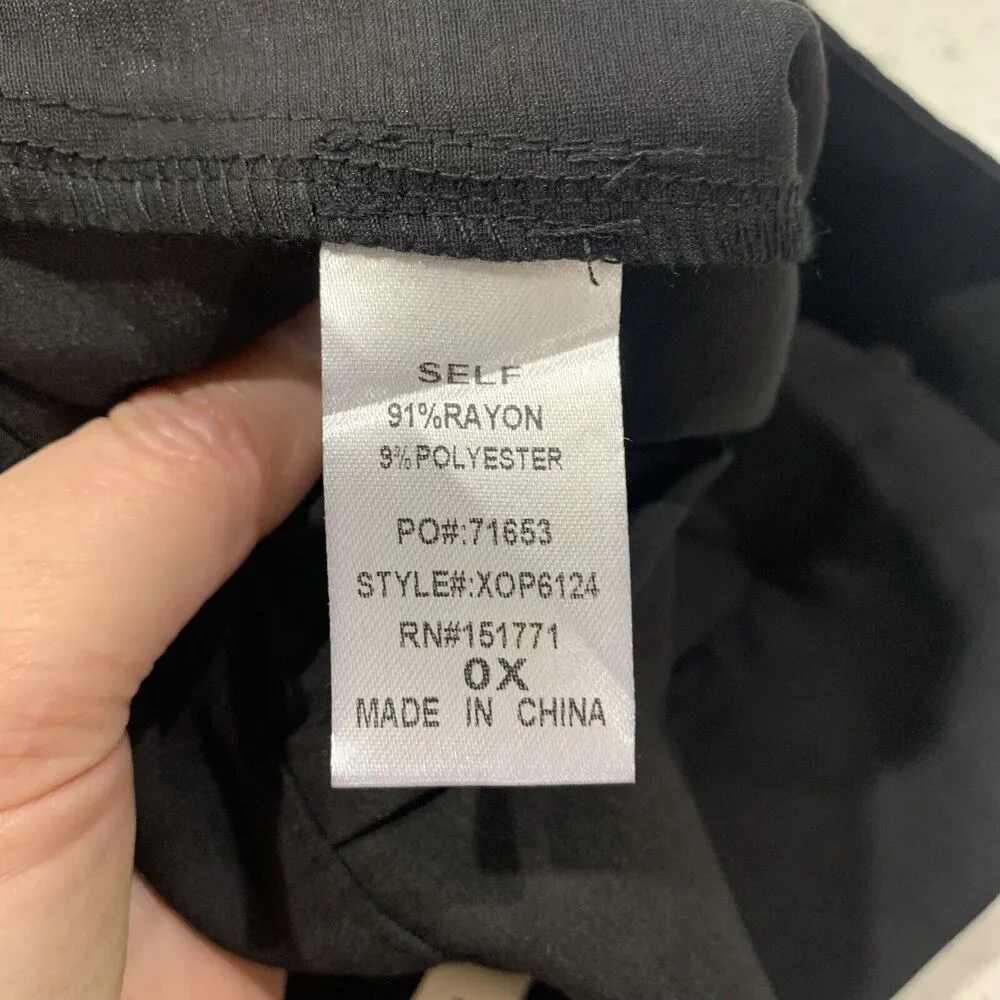 SELF
91%RAYON
9%POLYESTER
PO#:71653
STYLE#:XOP6124
RN#151771
0X
MADE IN CHINA